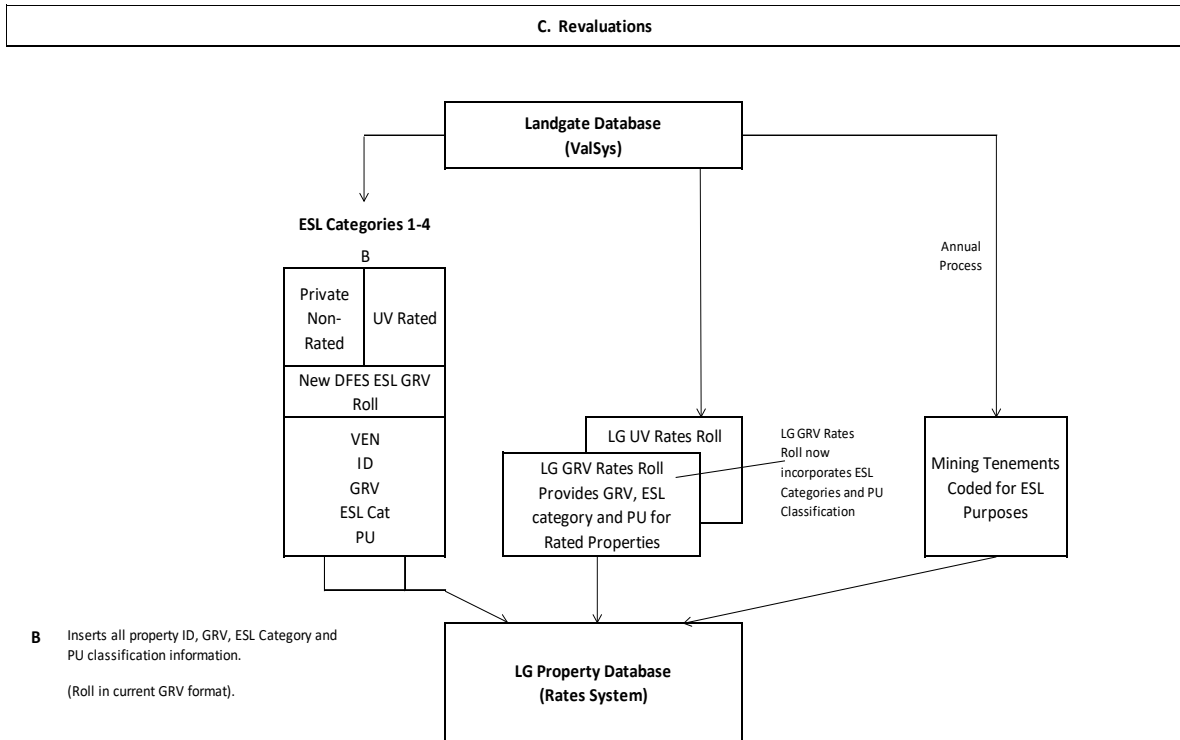 C. Revaluations
Landgate Database
(ValSys)
ESL Categories 1-4
B
Private
Non-
Rated
UV Rated
New DFES ESL GRV
Roll
VEN
ID
GRV
ESL Cat
PU
LG UV Rates Roll
LG GRV Rates Roll
Provides GRV, ESL
category and PU for
Rated Properties
LG GRV Rates
Roll now
incorporates ESL
Categories and PU
Classification
Annual
Process
Mining Tenements
Coded for ESL
Purposes
B Inserts all property ID, GRV, ESL Category and
PU classification information.
(Roll in current GRV format).
LG Property Database
(Rates System)